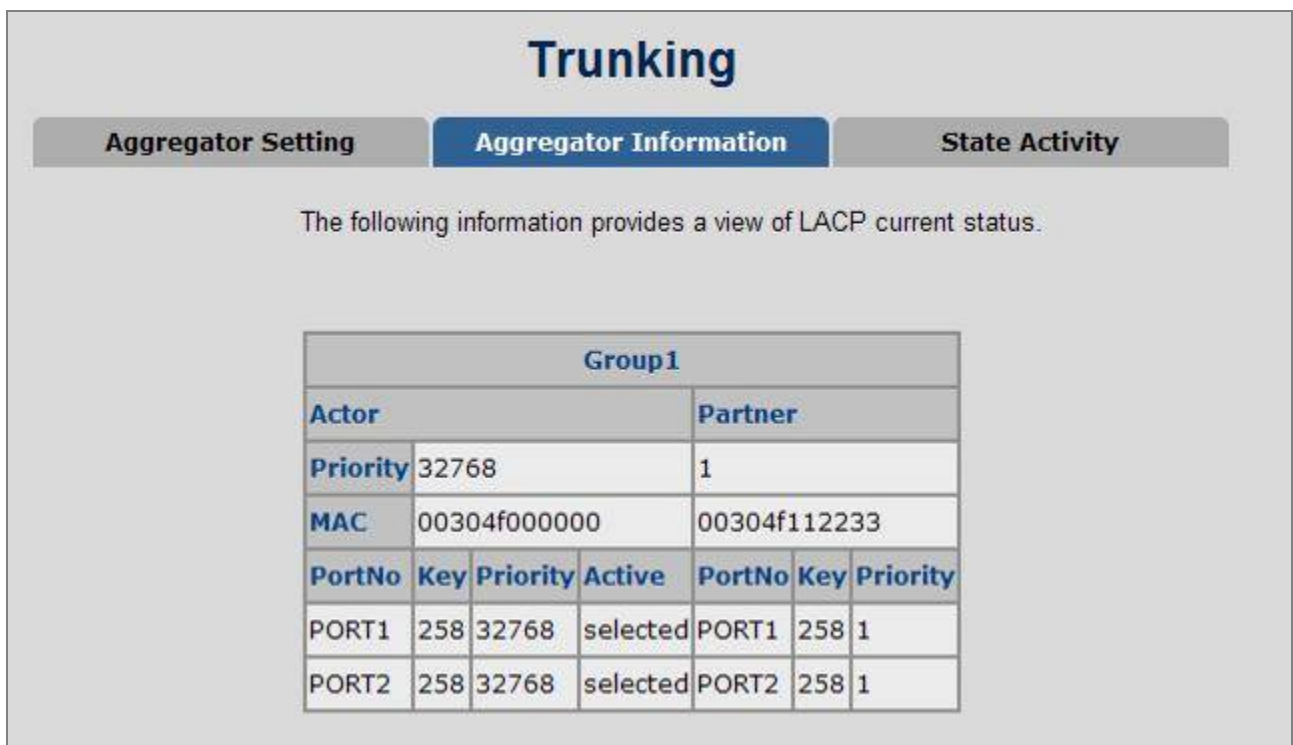 Trunking
Aggregator Setting Aggregator Information State Activity
The following information provides a view of LACP current status.
Group1
Actor Partner
Priority 32768 1
MAC 00304f000000 00304f112233
PortNo Key Priority Active PortNo Key Priority
PORT1 258 32768 selected PORT1 258 1
PORT2 258 32768 selected PORT2 258 1